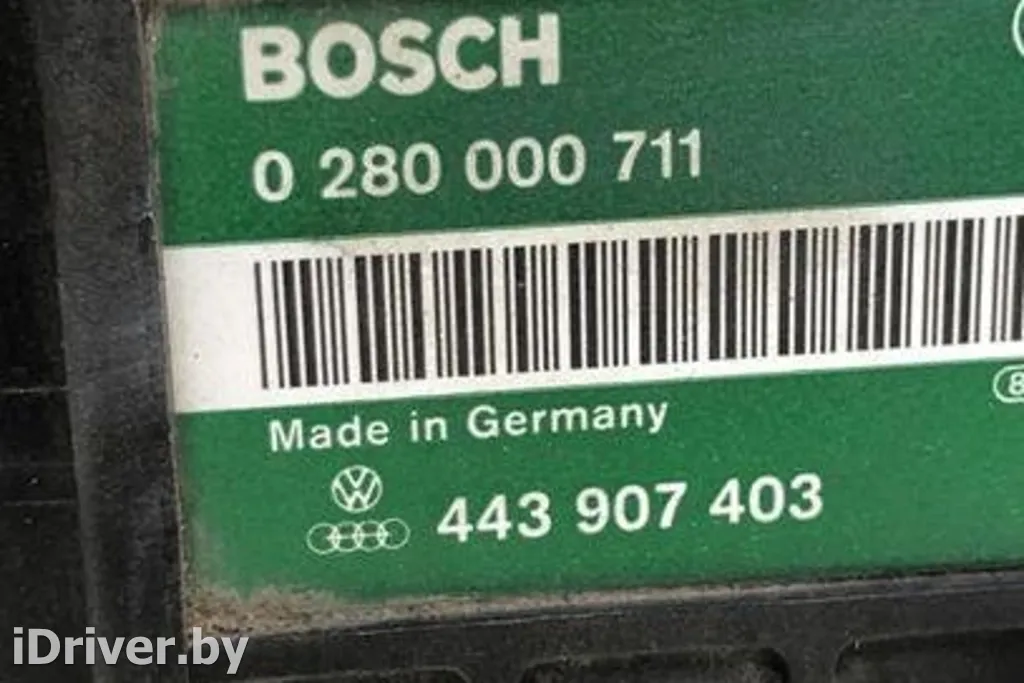 BOSCH
0 280 000 711
Made in Germany
443 907 403
iDriver.by